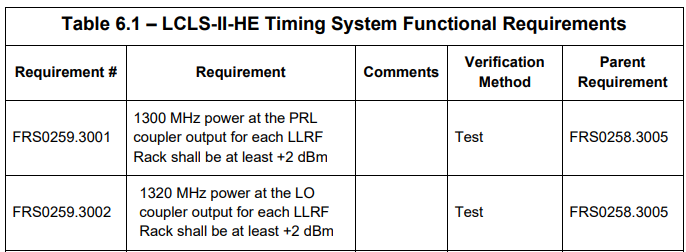 Table 6.1 – LCLS-II-HE Timing System Functional Requirements
Requirement # Requirement Comments Verification Method Parent Requirement
FRS0259.3001 1300 MHz power at the PRL
coupler output for each LLRF
Rack shall be at least +2 dBm Test FRS0258.3005
FRS0259.3002 1320 MHz power at the LO
coupler output for each LLRF
Rack shall be at least +2 dBm Test FRS0258.3005